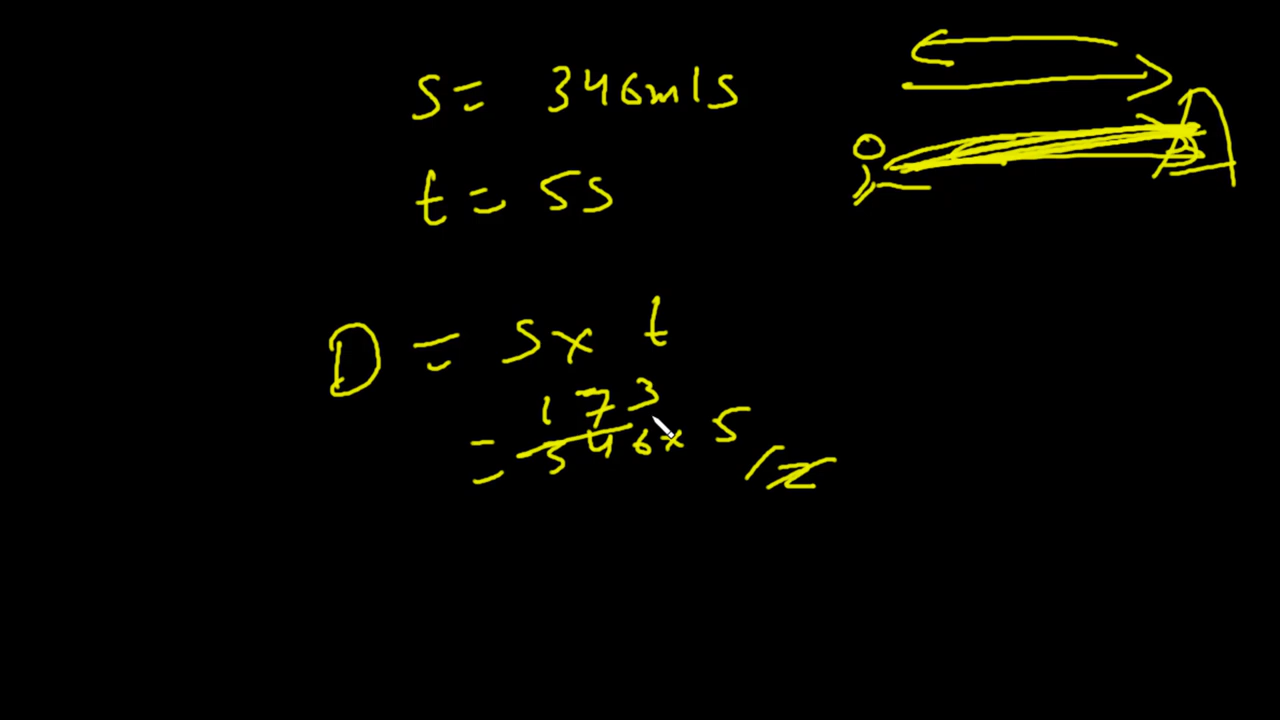 S = 346m/s
t = 5s
D = s x t
173
= 346 x 5/2